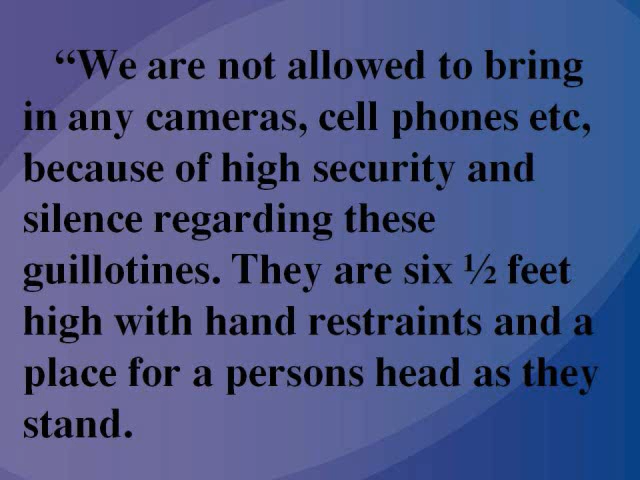 “We are not allowed to bring
in any cameras, cell phones etc,
because of high security and
silence regarding these
guillotines. They are six ½ feet
high with hand restraints and a
place for a persons head as they
stand.